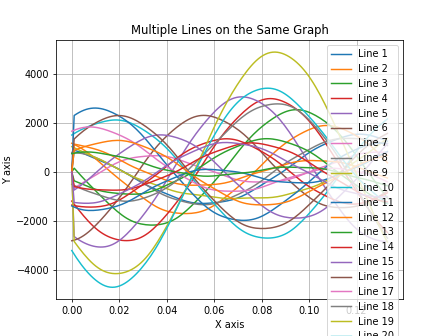 Multiple Lines on the Same Graph
Y axis
4000
2000
0
−2000
−4000
0.00 0.02 0.04 0.06 0.08 0.10
X axis
Line 1
Line 2
Line 3
Line 4
Line 5
Line 6
Line 7
Line 8
Line 9
Line 10
Line 11
Line 12
Line 13
Line 14
Line 15
Line 16
Line 17
Line 18
Line 19
Line 20